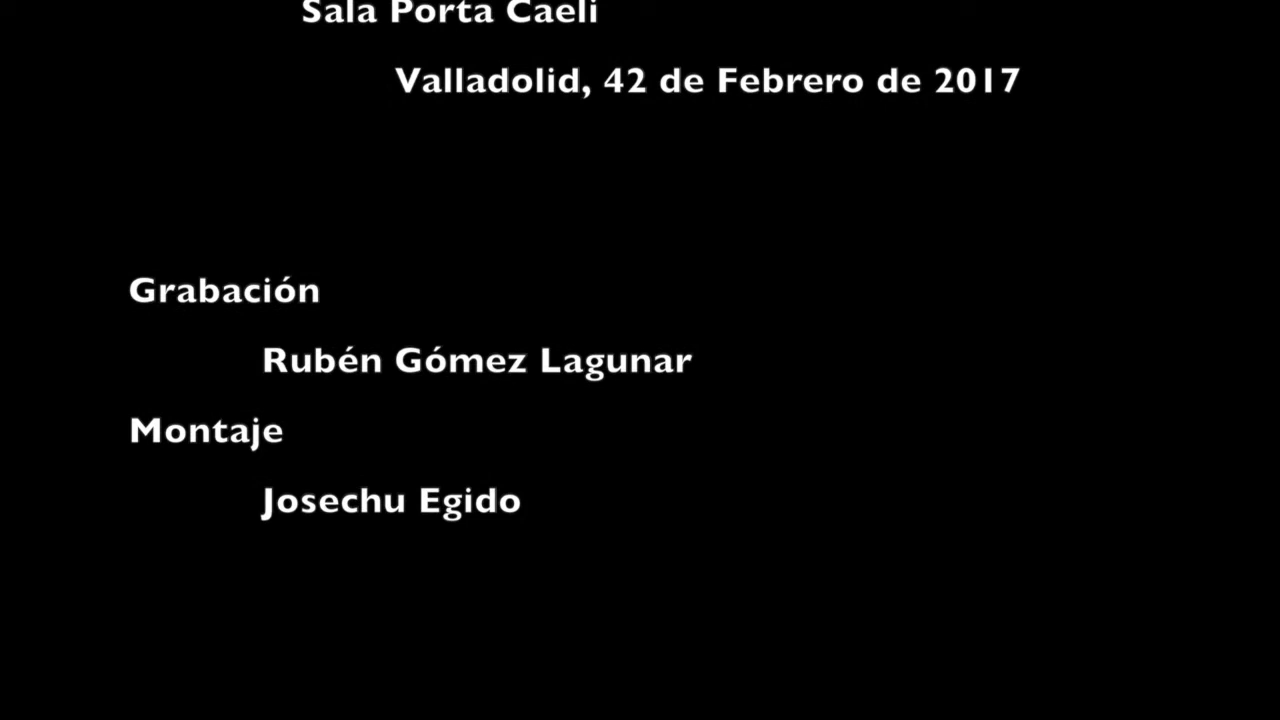 Sala Porta Caeli
Valladolid, 42 de Febrero de 2017
Grabación
Rubén Gómez Lagunar
Montaje
Josechu Egido